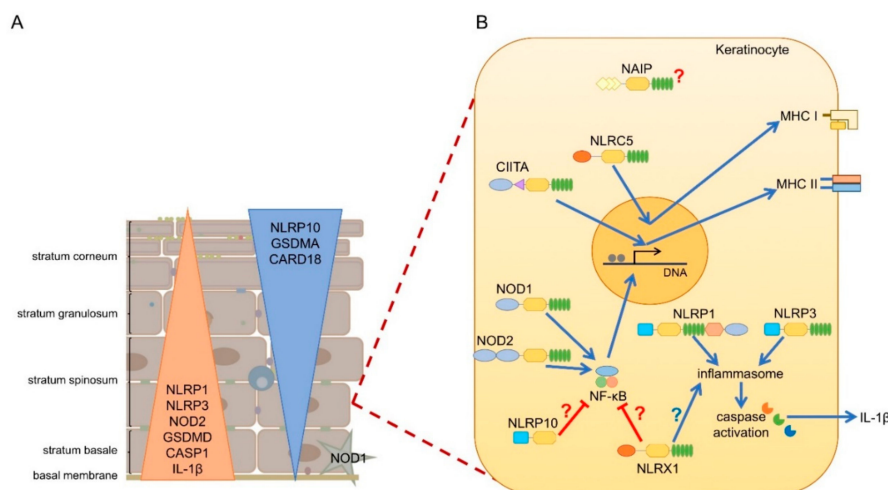 A
stratum corneum
stratum granulosum
stratum spinosum
stratum basale
basal membrane
NLRP1
NLRP3
NOD2
GSDMD
CASP1
IL-1β
NLRP10
GSDMA
CARD18
NOD1
B
Keratinocyte
NAIP
?
NLRC5
MHC I
CIITA
MHC II
DNA
NOD1
NLRP1
NLRP3
NOD2
NF-κB
inflammasome
?
?
?
caspase
activation
IL-1β
NLRP10
NLRX1